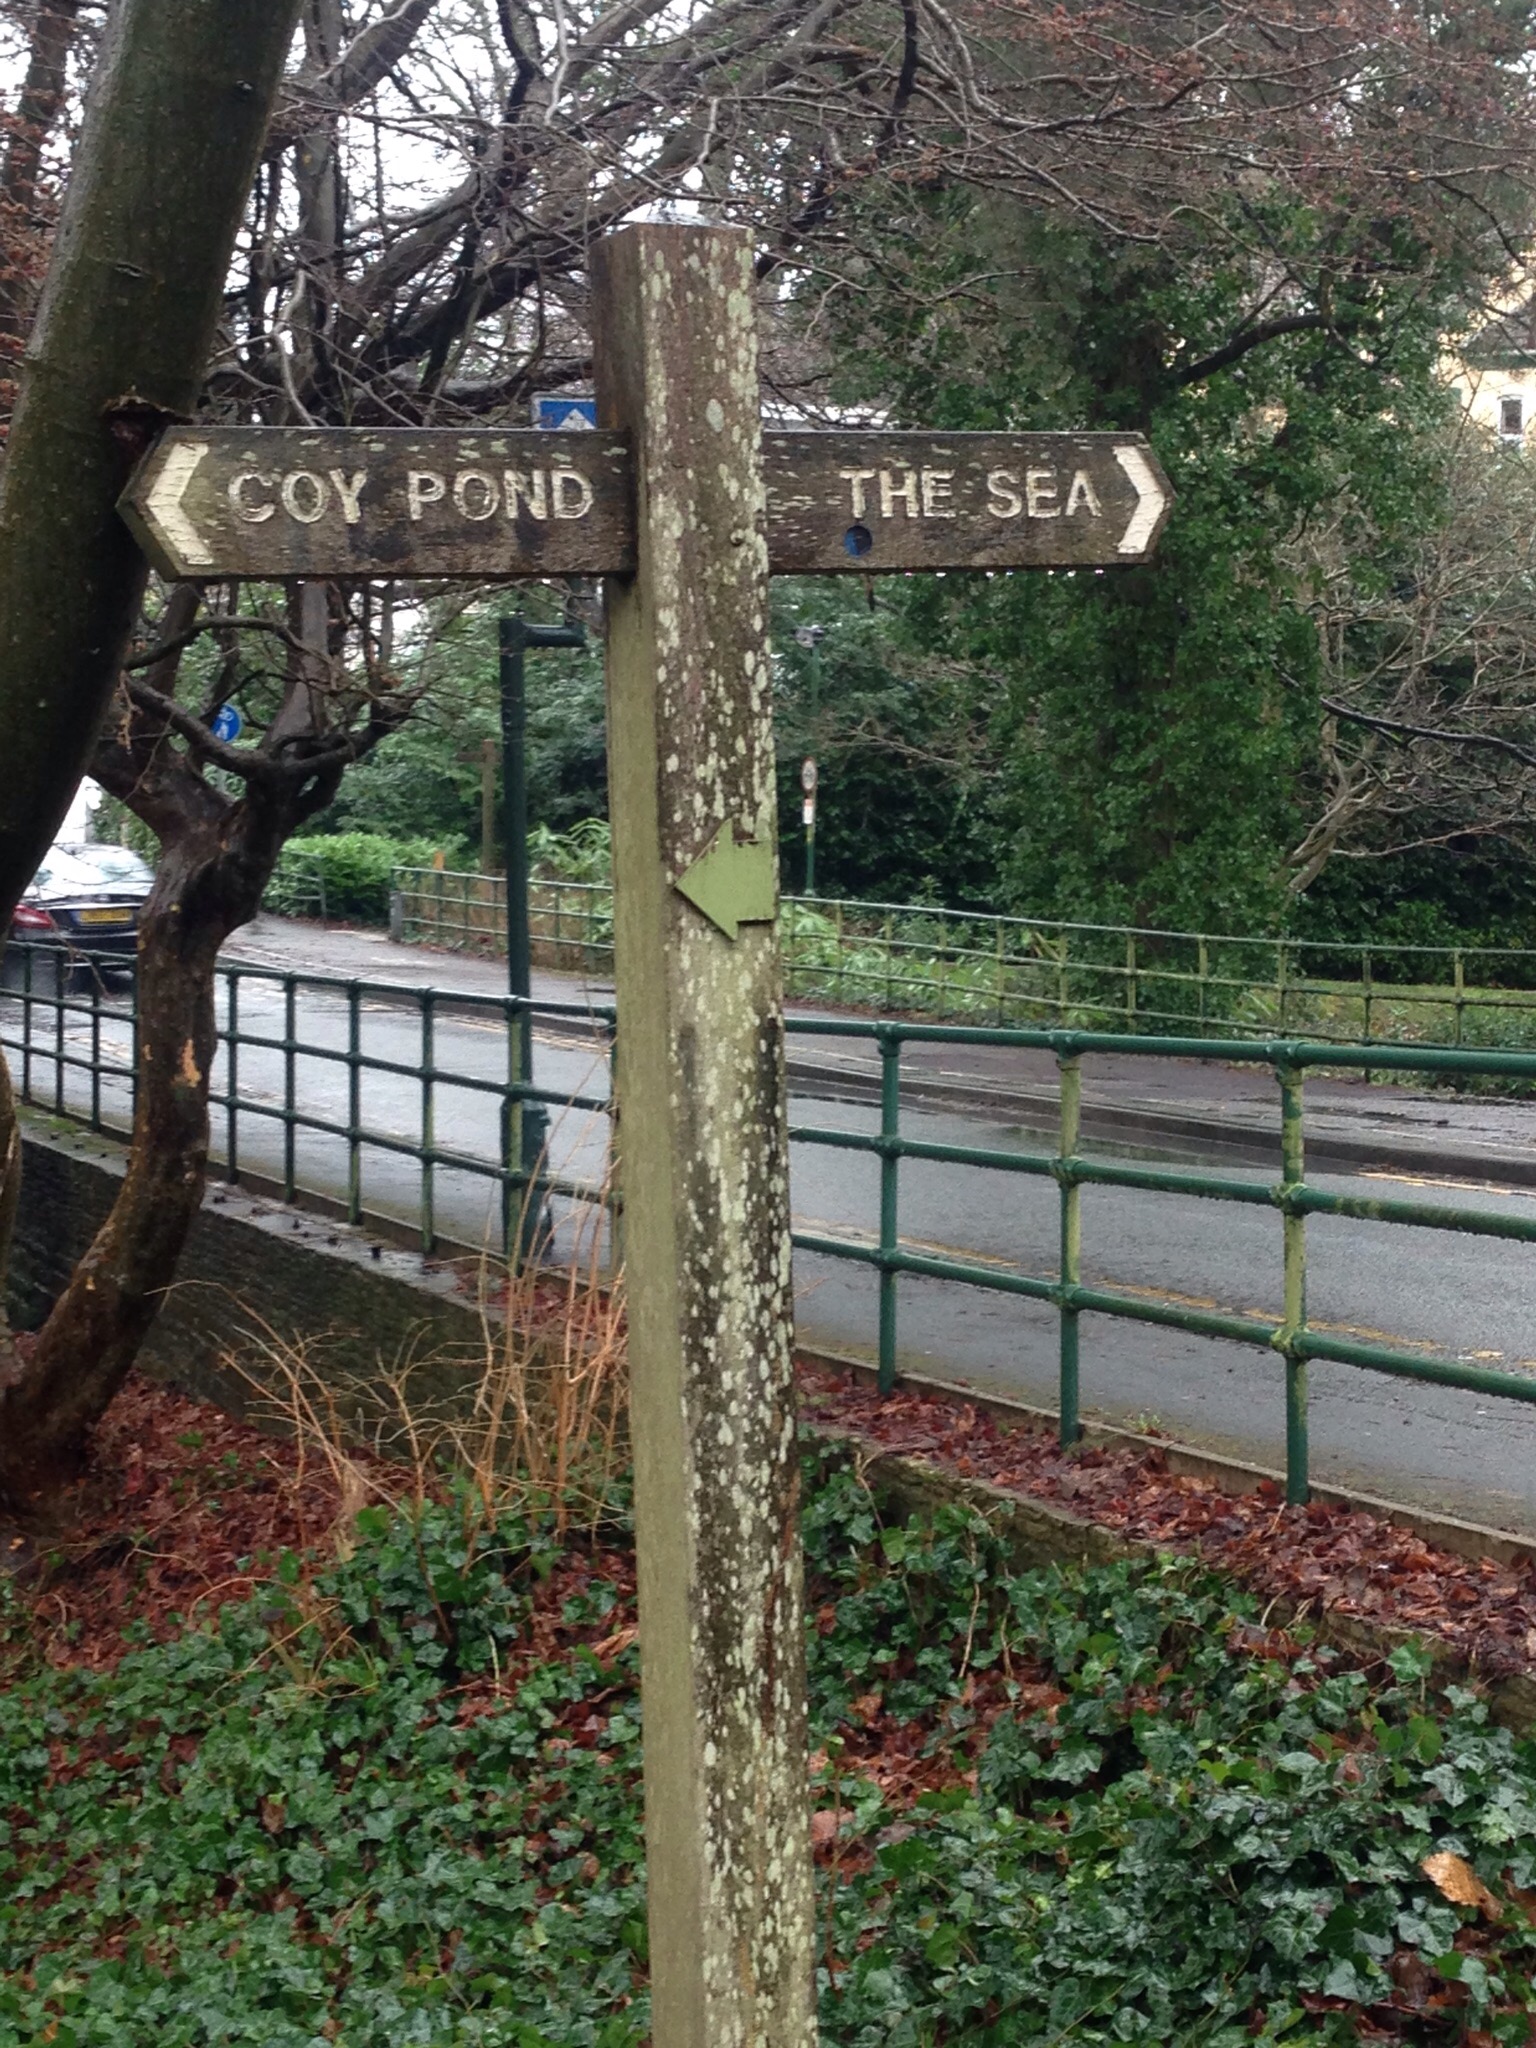 COY POND
THE SEA